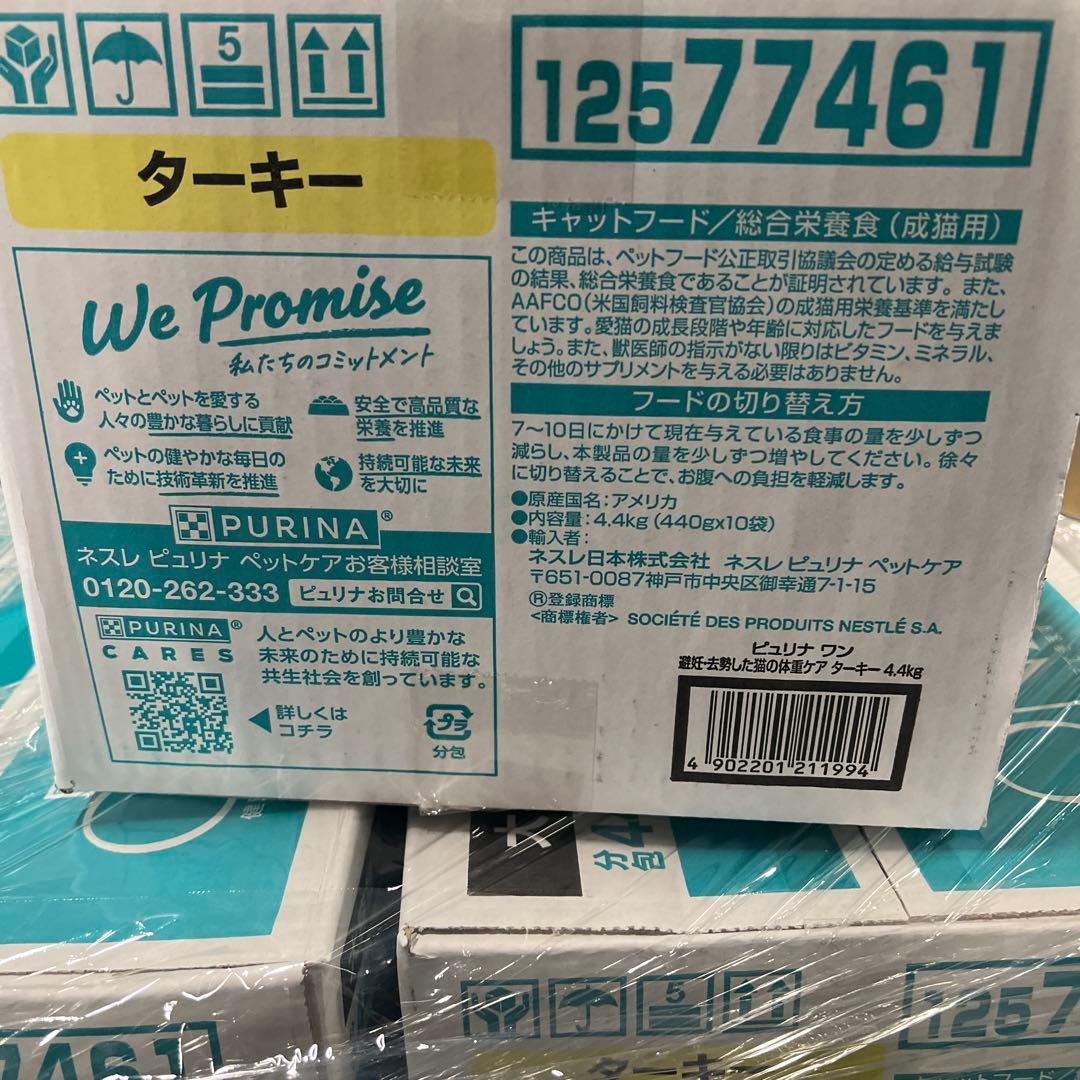 5
12577461
ターキー
We Promise
私たちのコミットメント
ペットとペットを愛する
人々の豊かな暮らしに貢献
安全で高品質な
栄養を推進
ペットの健やかな毎日の
ために技術革新を推進
持続可能な未来
を大切に
PURINA®
ネスレ ピュリナ ペットケアお客様相談室
0120-262-333 ピュリナお問合せ
PURINA®
CARES
人とペットのより豊かな
未来のために持続可能な
共生社会を創っています。
詳しくは
コチラ
プラ
分包
キャットフード/総合栄養食(成猫用)
この商品は、ペットフード公正取引協議会の定める給与試験
の結果、総合栄養食であることが証明されています。また、
AAFCO(米国飼料検査官協会)の成猫用栄養基準を満たし
ています。愛猫の成長段階や年齢に対応したフードを与えま
しょう。また、獣医師の指示がない限りはビタミン、ミネラル、
その他のサプリメントを与える必要はありません。
フードの切り替え方
7~10日にかけて現在与えている食事の量を少しずつ
減らし、本製品の量を少しずつ増やしてください。徐々
に切り替えることで、お腹への負担を軽減します。
●原産国名:アメリカ
●内容量:4.4kg (440gx10袋)
●輸入者:
ネスレ日本株式会社 ネスレ ピュリナ ペットケア
〒651-0087神戸市中央区御幸通7-1-15
®登録商標
<商標権者> SOCIÉTÉ DES PRODUITS NESTLÉ S.A.
ピュリナ ワン
避妊・去勢した猫の体重ケア ターキー 4.4kg
4 902201 211994
分包4
5
1257
ターキー
キャットフード/
7461